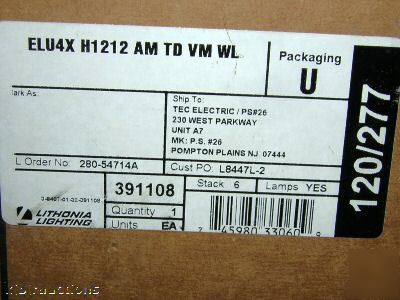 ELU4X H1212 AM TD VM WL
Packaging
U
ark As:
Ship To:
TEC ELECTRIC / PS#26
230 WEST PARKWAY
UNIT A7
MK: P.S. #26
POMPTON PLAINS NJ 07444
L Order No: 280-54714A
Cust PO: L8447L-2
391108
Stack 6
Lamps YES
Quantity 1
Units EA
LITHONIA
LIGHTING
45980 33060
120/277